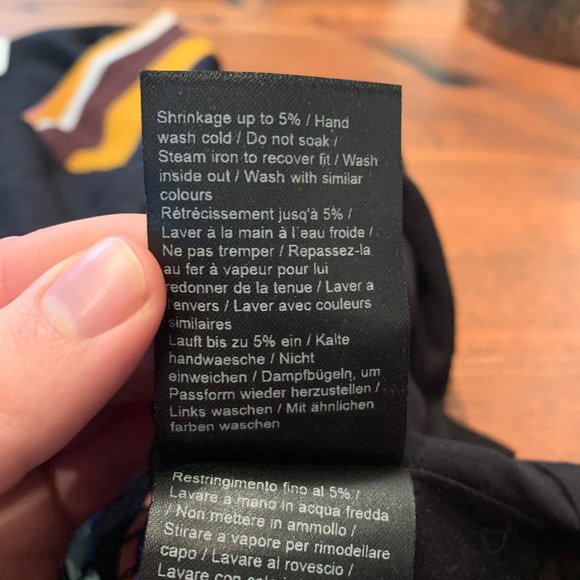 Shrinkage up to 5% / Hand
wash cold / Do not soak /
Steam iron to recover fit / Wash
inside out / Wash with similar
colours
Rétrécissement jusqu'à 5% /
Laver à la main à l´eau froide /
Ne pas tremper / Repassez-la
au fer à vapeur pour lui
redonner de la tenue / Laver a
l'envers / Laver avec couleurs
similaires
Lauft bis zu 5% ein / Kalte
handwaesche / Nicht
einweichen / Dampfbügeln, um
Passform wieder herzustellen /
Links waschen / Mit ähnlichen
farben waschen
Restringimento fino al 5% /
Lavare a mano in acqua fredda
/ Non mettere in ammollo /
Stirare a vapore per rimodellare
capo / Lavare al rovescio /
Lavare con